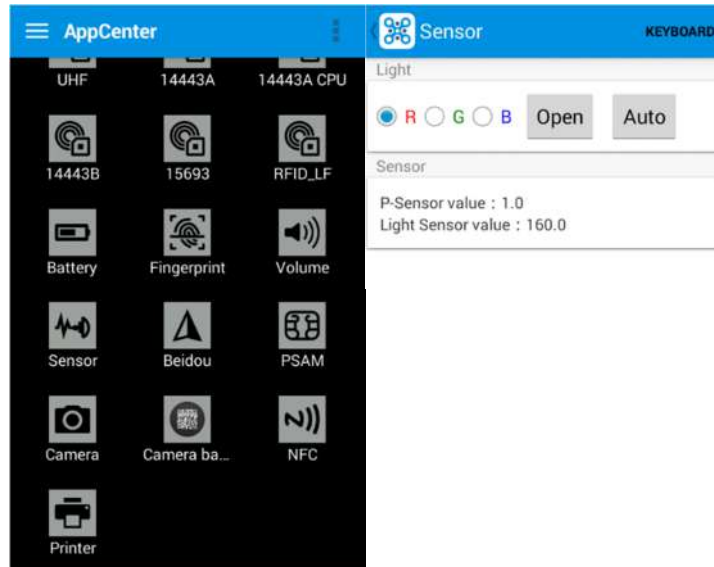 AppCenter
UHF
14443A
14443A CPU
14443B
15693
RFID_LF
Battery
Fingerprint
Volume
Sensor
Beidou
PSAM
Camera
Camera ba...
NFC
Printer
Sensor
KEYBOARD
Light
R G B Open Auto
Sensor
P-Sensor value : 1.0
Light Sensor value : 160.0